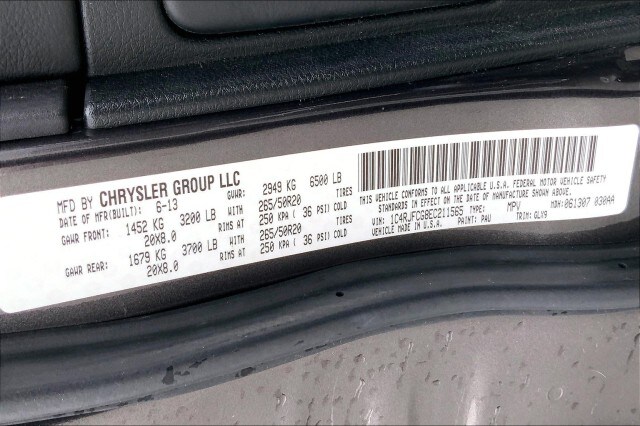 MFD BY CHRYSLER GROUP LLC GVWR: 2949 KG 6500 LB
DATE OF MFR(BUILT): 6-13
GAWR FRONT: 1452 KG 3200 LB W/ 265/50R20 TIRES
20X8.0 RIMS AT 250 KPA ( 36 PSI) COLD
GAWR REAR: 1679 KG 3700 LB W/ 265/50R20 TIRES
20X8.0 RIMS AT 250 KPA ( 36 PSI) COLD
THIS VEHICLE CONFORMS TO ALL APPLICABLE U.S.A. FEDERAL MOTOR VEHICLE SAFETY
STANDARDS IN EFFECT ON THE DATE OF MANUFACTURE SHOWN ABOVE.
VIN: 1C4RJFCG8EC211565 TYPE: MPV MDH: 061307 030AA
VEHICLE MADE IN U.S.A. PAINT: PAU TRIM: GLX9